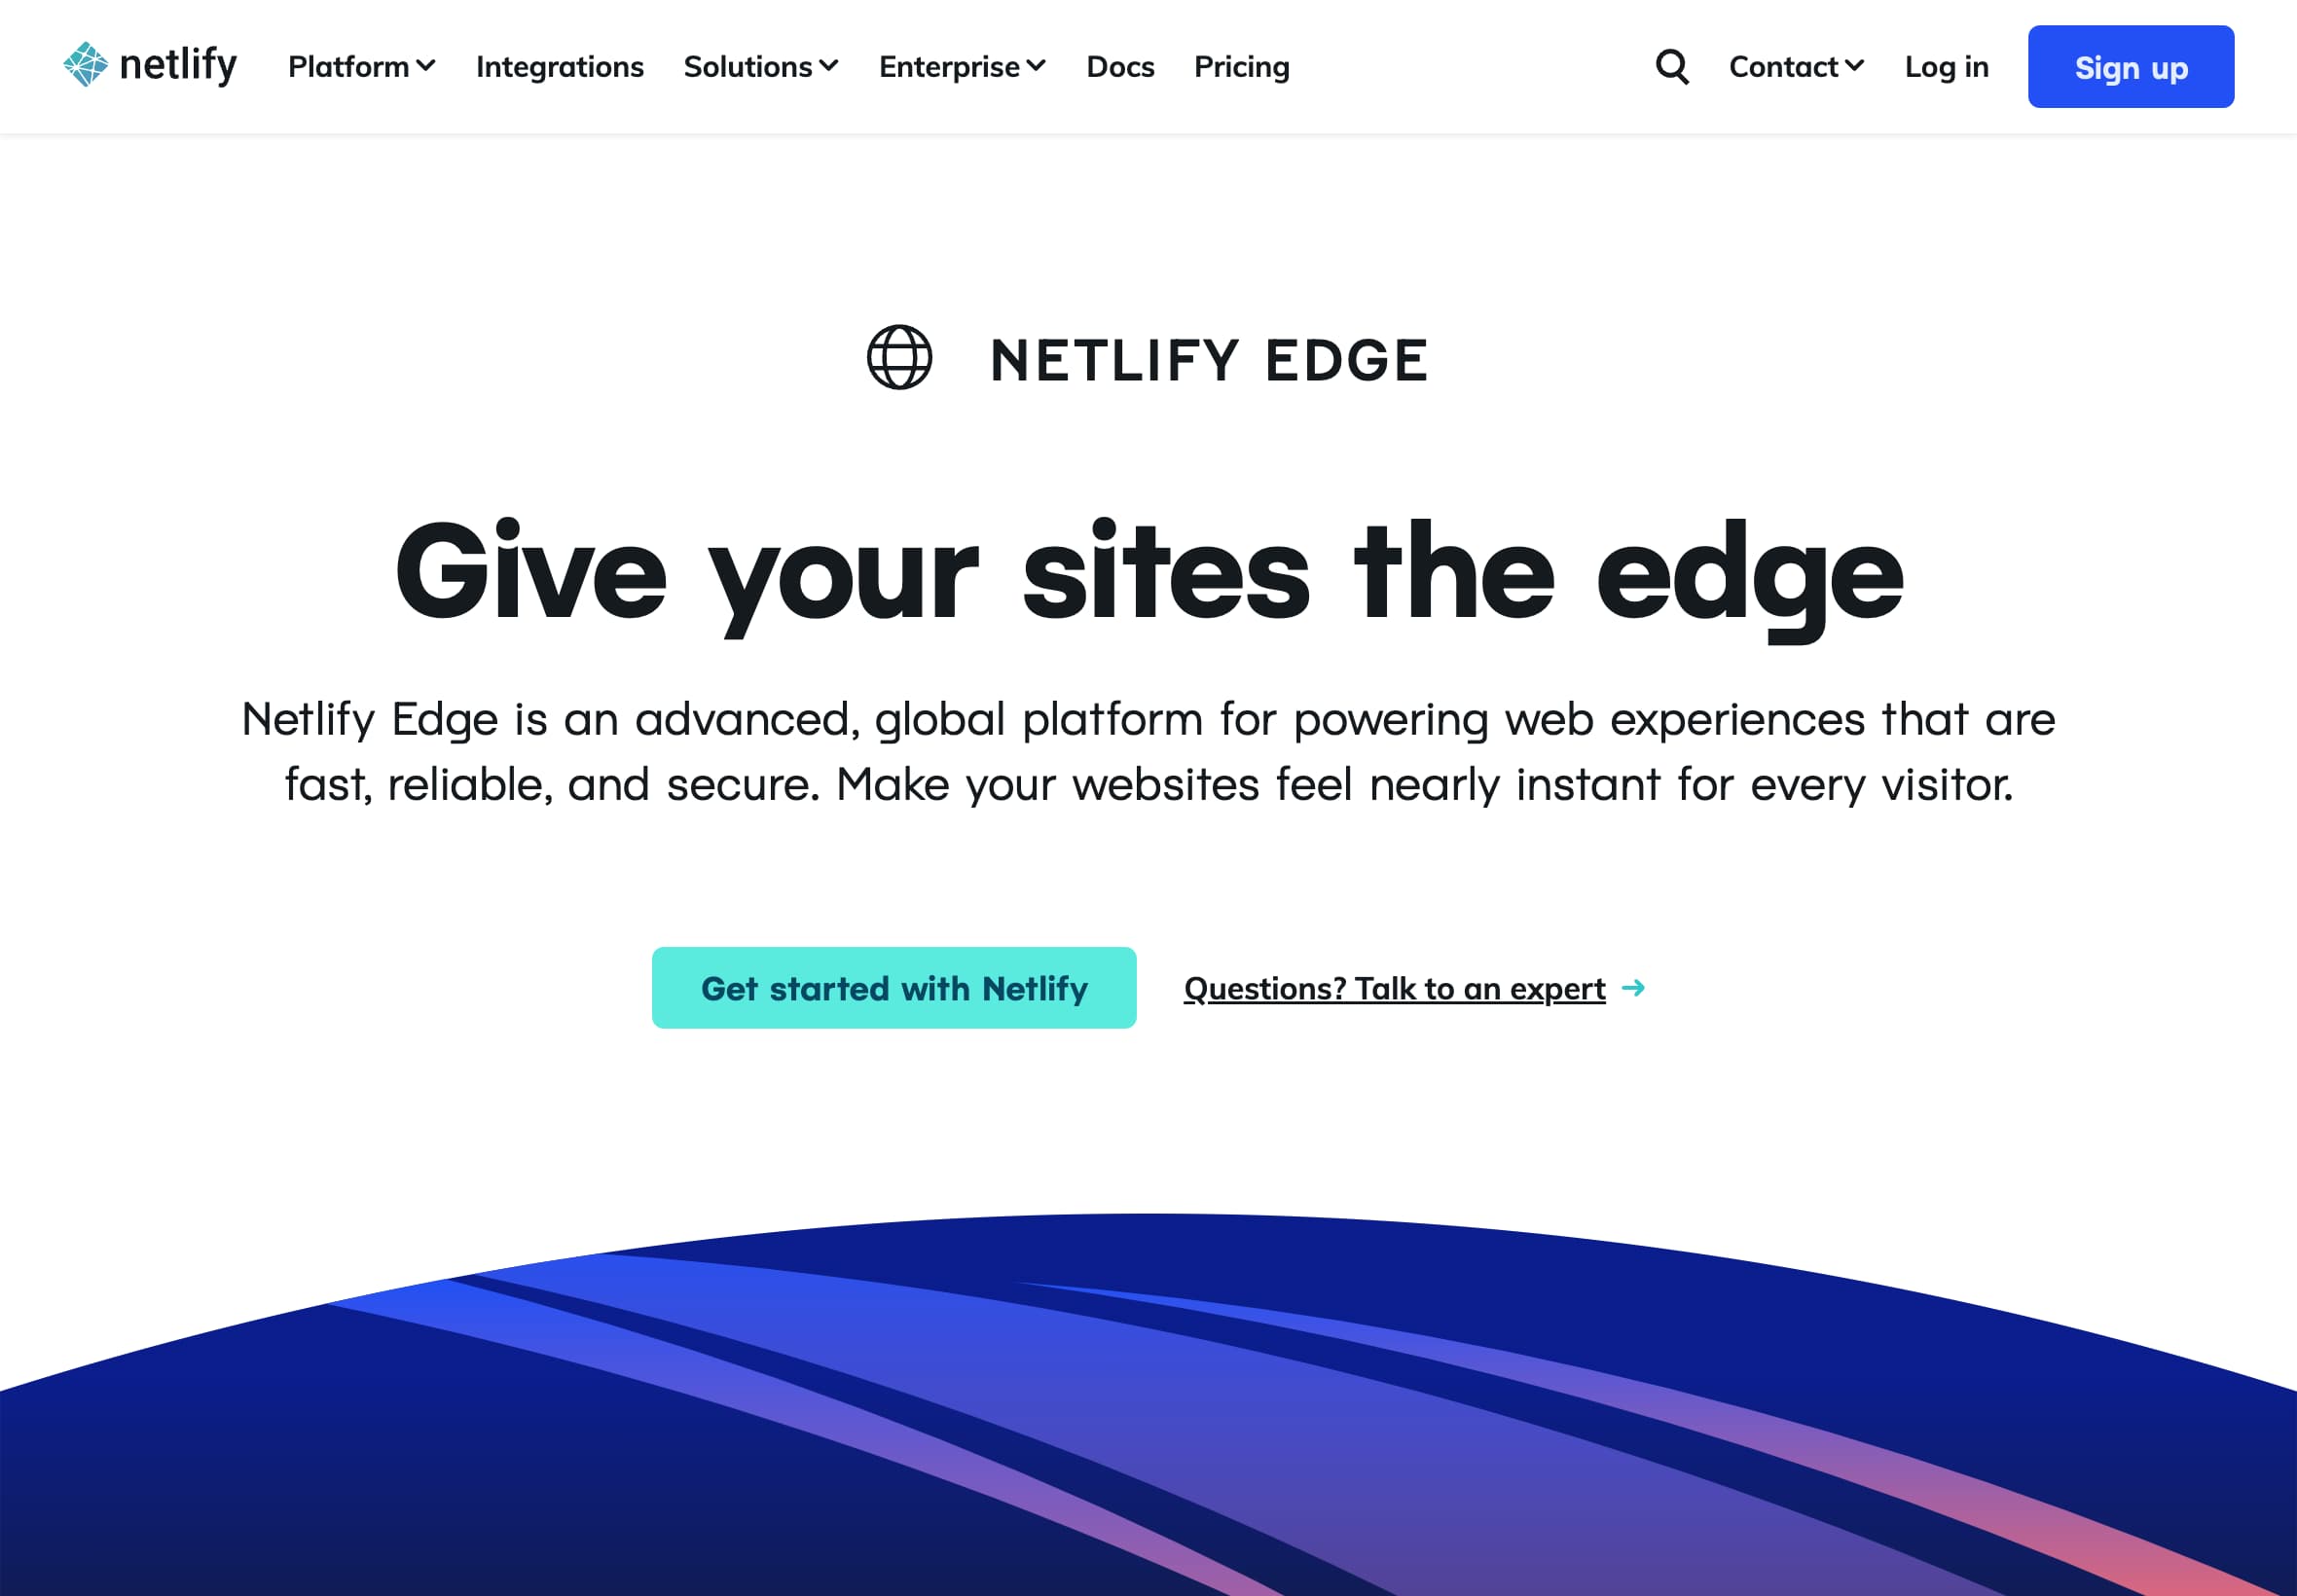 netlify Platform Integrations Solutions Enterprise Docs Pricing Contact Log in Sign up
NETLIFY EDGE
Give your sites the edge
Netlify Edge is an advanced, global platform for powering web experiences that are
fast, reliable, and secure. Make your websites feel nearly instant for every visitor.
Get started with Netlify Questions? Talk to an expert →